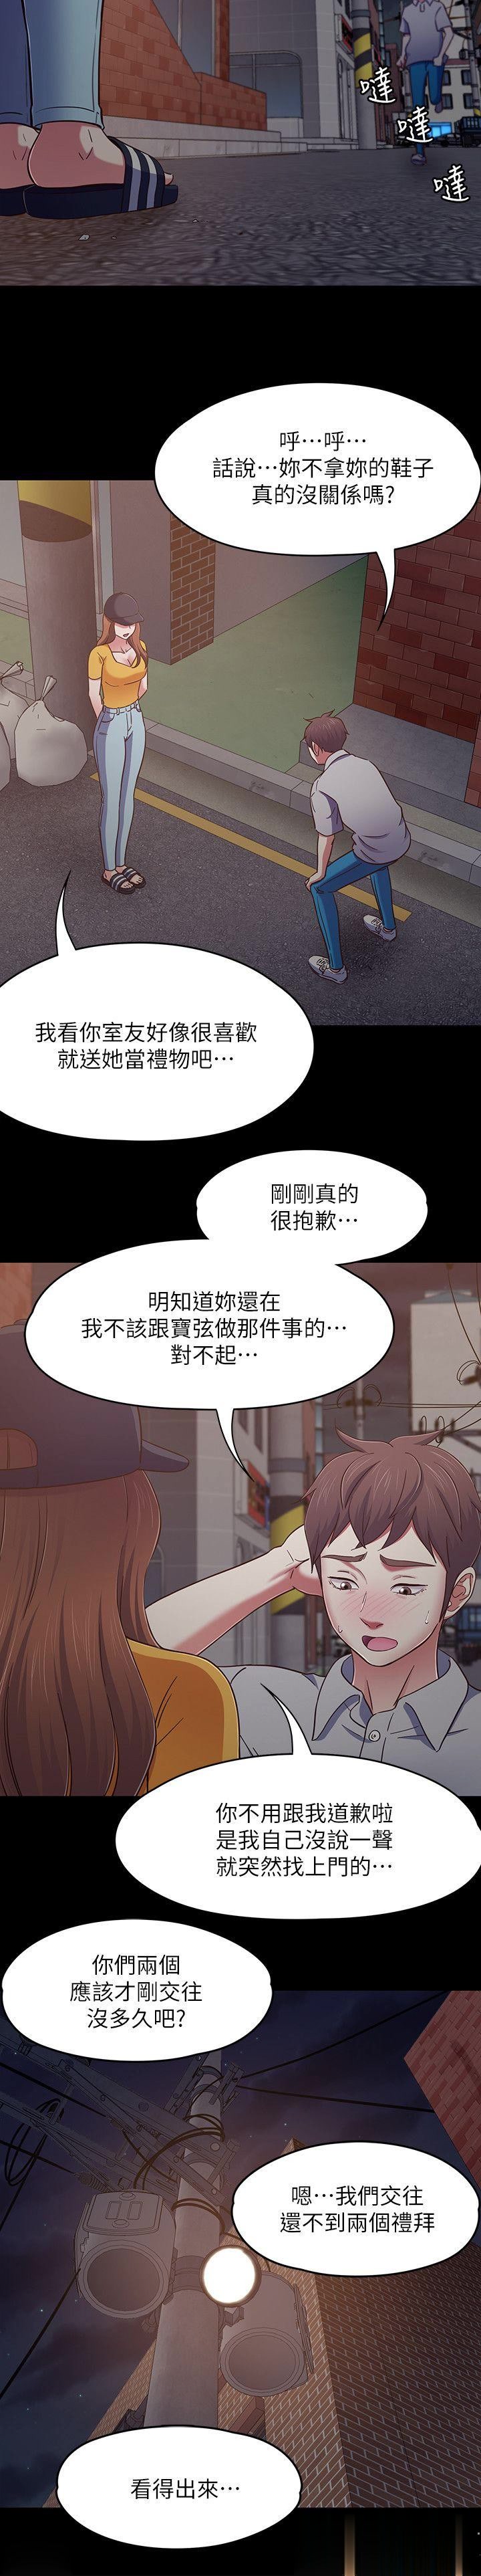 噠
噠
噠
呼⋯呼⋯
話說⋯妳不拿妳的鞋子
真的沒關係嗎?
我看你室友好像很喜歡
就送她當禮物吧⋯
剛剛真的
很抱歉⋯
明知道妳還在
我不該跟寶弦做那件事的⋯
對不起⋯
你不用跟我道歉啦
是我自己沒說一聲
就突然找上門的⋯
你們兩個
應該才剛交往
沒多久吧?
嗯⋯我們交往
還不到兩個禮拜
看得出來⋯